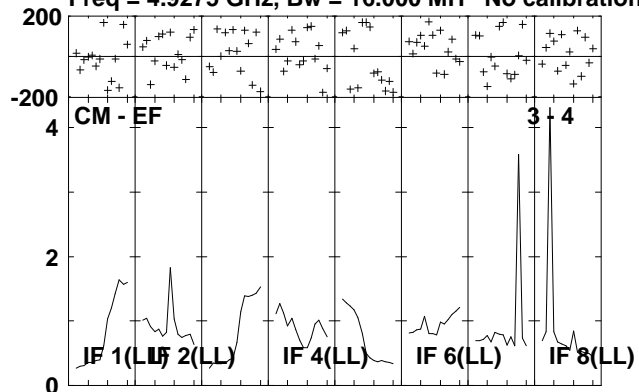 Freq = 4.9275 GHz, Bw = 16.000 MH No calibration
200
-200
CM - EF
3 - 4
4
2
IF 1(LL)
IF 2(LL)
IF 4(LL)
IF 6(LL)
IF 8(LL)
0